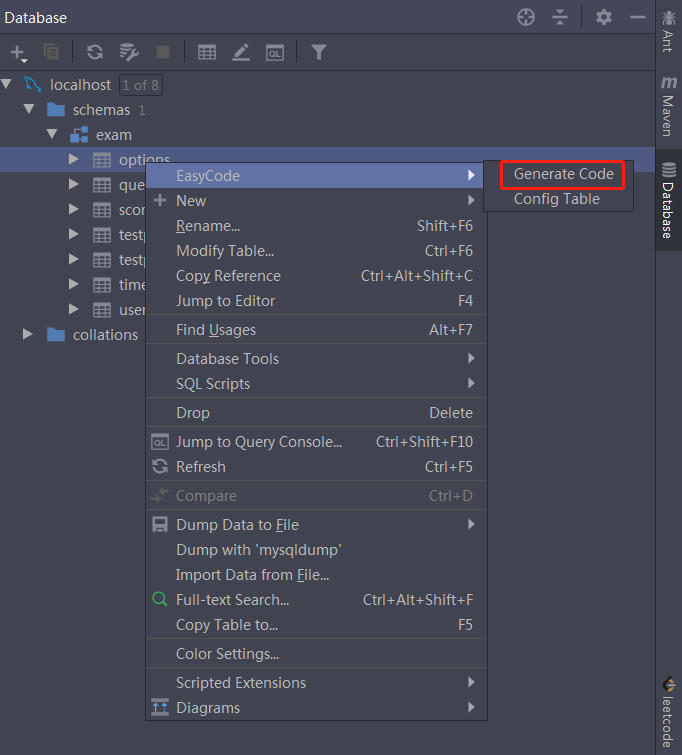 Database
localhost 1 of 8
schemas 1
exam
options
que
scor
testp
testp
time
user
collations
EasyCode
New
Rename... Shift+F6
Modify Table... Ctrl+F6
Copy Reference Ctrl+Alt+Shift+C
Jump to Editor F4
Find Usages Alt+F7
Database Tools
SQL Scripts
Drop Delete
QL Jump to Query Console... Ctrl+Shift+F10
Refresh Ctrl+F5
Compare Ctrl+D
Dump Data to File
Dump with 'mysqldump'
Import Data from File...
Full-text Search... Ctrl+Alt+Shift+F
Copy Table to... F5
Color Settings...
Scripted Extensions
Diagrams
Generate Code
Config Table
QL
Ant
m Maven
Database
leetcode